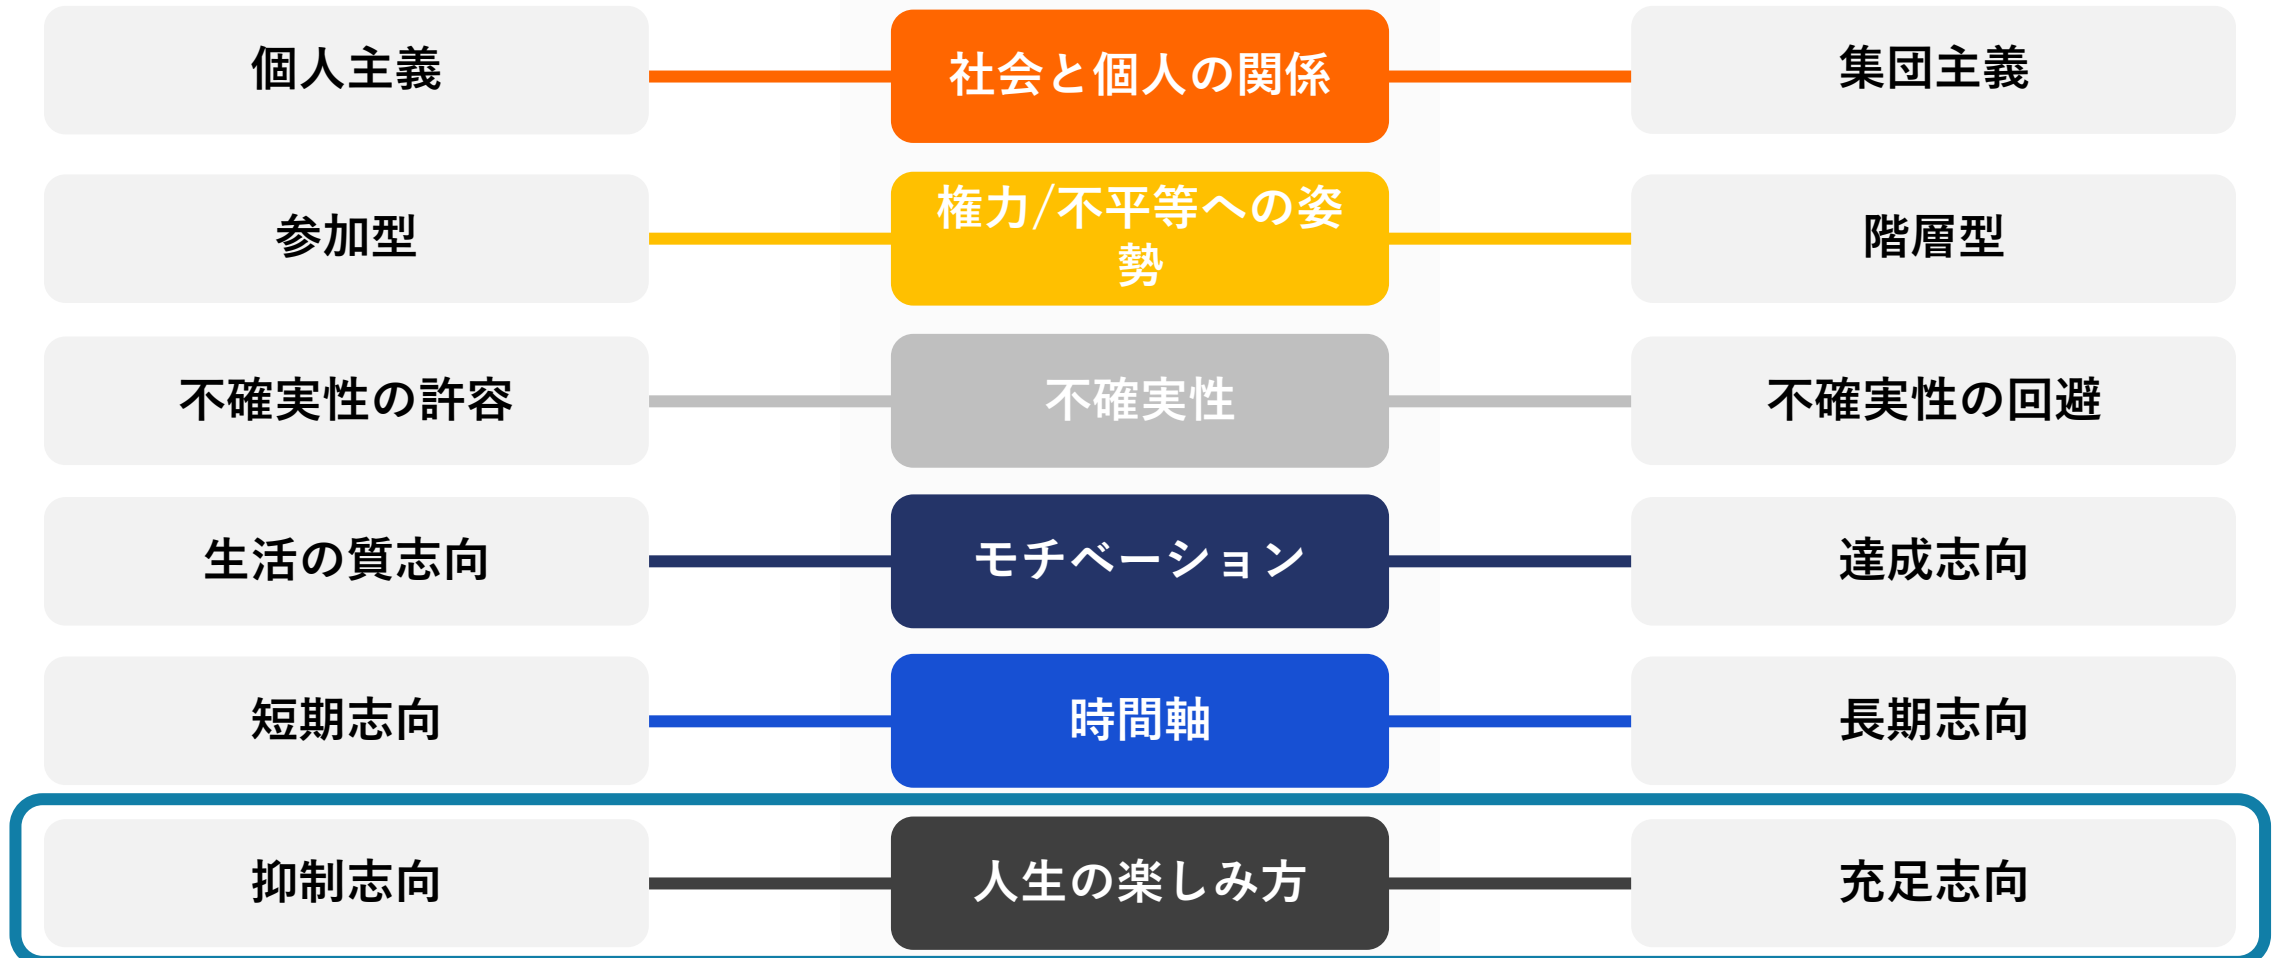 個人主義
社会と個人の関係
集団主義
参加型
権力/不平等への姿
勢
階層型
不確実性の許容
不確実性
不確実性の回避
生活の質志向
モチベーション
達成志向
短期志向
時間軸
長期志向
抑制志向
人生の楽しみ方
充足志向